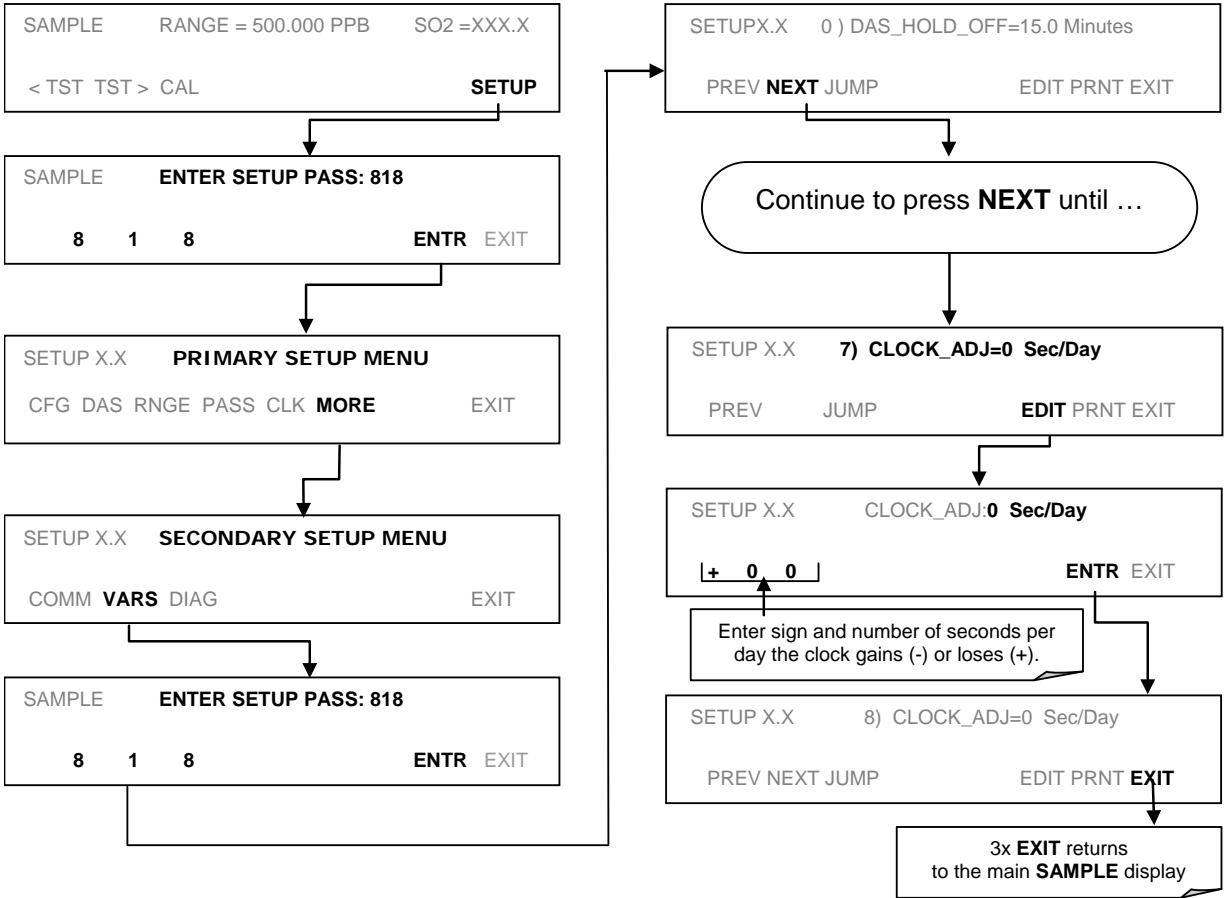 SAMPLE RANGE = 500.000 PPB SO2 =XXX.X
< TST TST > CAL SETUP
SAMPLE ENTER SETUP PASS: 818
8 1 8 ENTR EXIT
SETUP X.X PRIMARY SETUP MENU
CFG DAS RNGE PASS CLK MORE EXIT
SETUP X.X SECONDARY SETUP MENU
COMM VARS DIAG EXIT
SAMPLE ENTER SETUP PASS: 818
8 1 8 ENTR EXIT
SETUPX.X 0 ) DAS_HOLD_OFF=15.0 Minutes
PREV NEXT JUMP EDIT PRNT EXIT
Continue to press NEXT until …
SETUP X.X 7) CLOCK_ADJ=0 Sec/Day
PREV JUMP EDIT PRNT EXIT
SETUP X.X CLOCK_ADJ:0 Sec/Day
+ 0 0 ENTR EXIT
Enter sign and number of seconds per
day the clock gains (-) or loses (+).
SETUP X.X 8) CLOCK_ADJ=0 Sec/Day
PREV NEXT JUMP EDIT PRNT EXIT
3x EXIT returns
to the main SAMPLE display